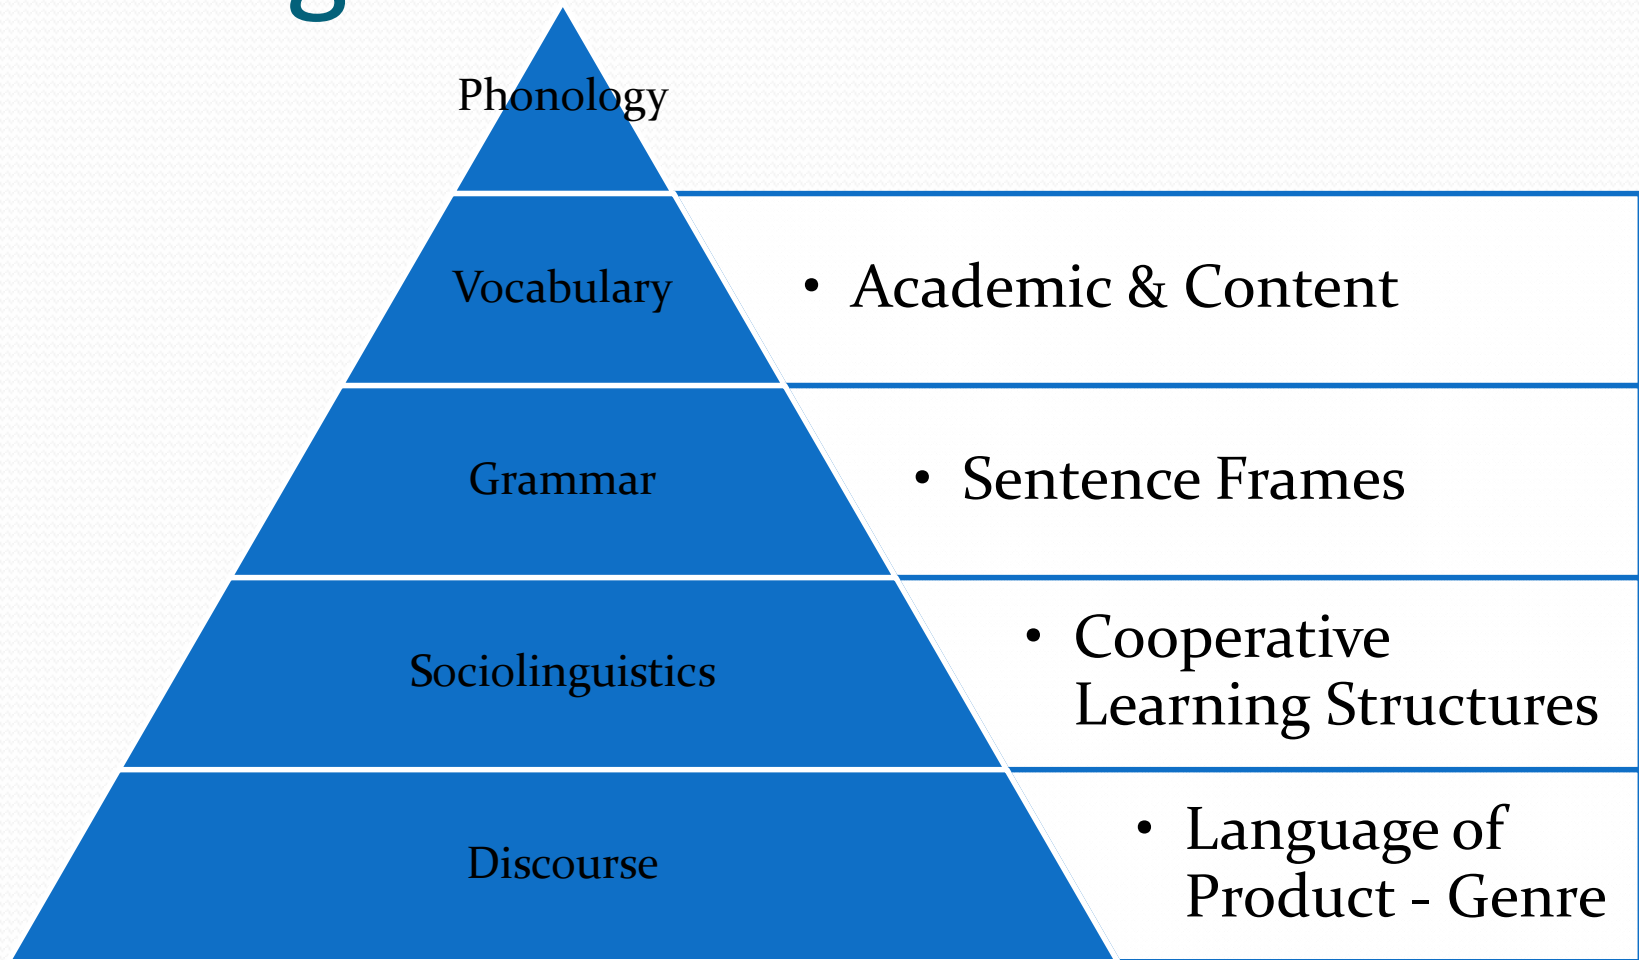 Phonology
Vocabulary
• Academic & Content
Grammar
• Sentence Frames
Sociolinguistics
• Cooperative
Learning Structures
Discourse
• Language of
Product - Genre